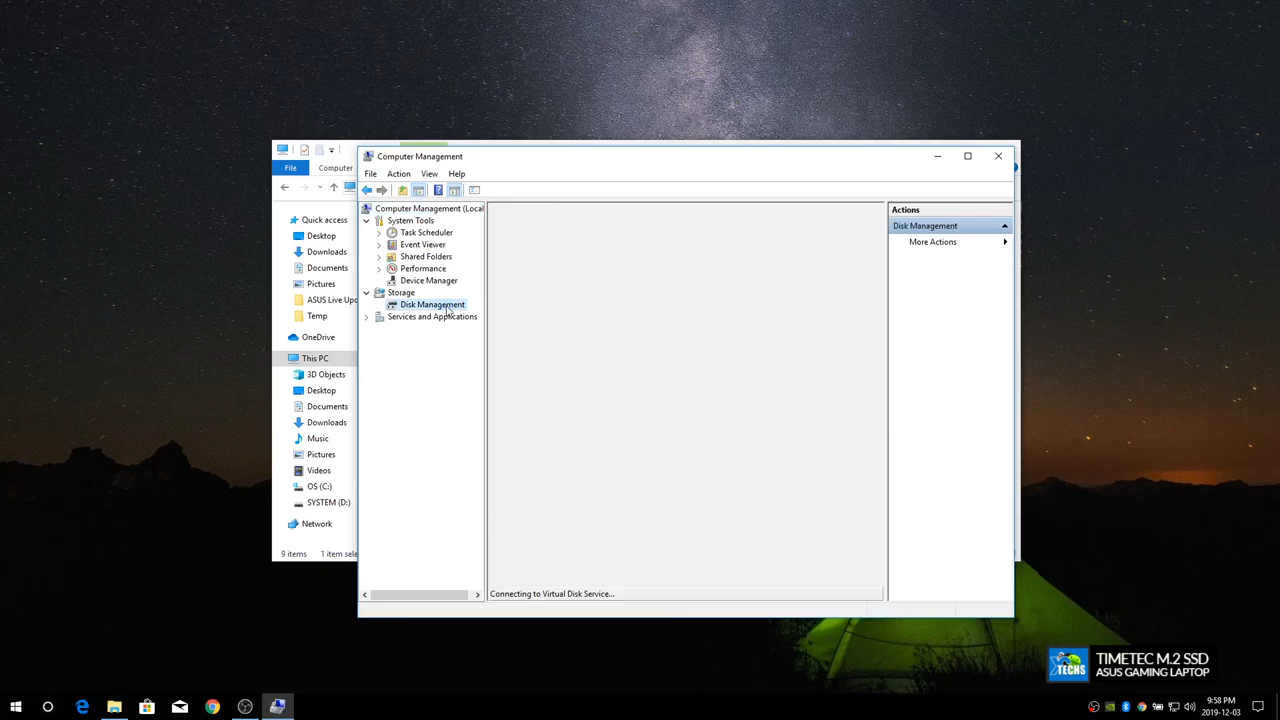 Computer Management
File
Computer
File Action View Help
Quick access
Desktop
Downloads
Documents
Pictures
ASUS Live Upd
Temp
OneDrive
This PC
3D Objects
Desktop
Documents
Downloads
Music
Pictures
Videos
OS (C:)
SYSTEM (D:)
Network
9 items 1 item sele
Computer Management (Local
System Tools
Task Scheduler
Event Viewer
Shared Folders
Performance
Device Manager
Storage
Disk Management
Services and Applications
Connecting to Virtual Disk Service...
Actions
Disk Management
More Actions
TECHS
TIMETEC M.2 SSD
ASUS GAMING LAPTOP
9:58 PM
2019-12-03